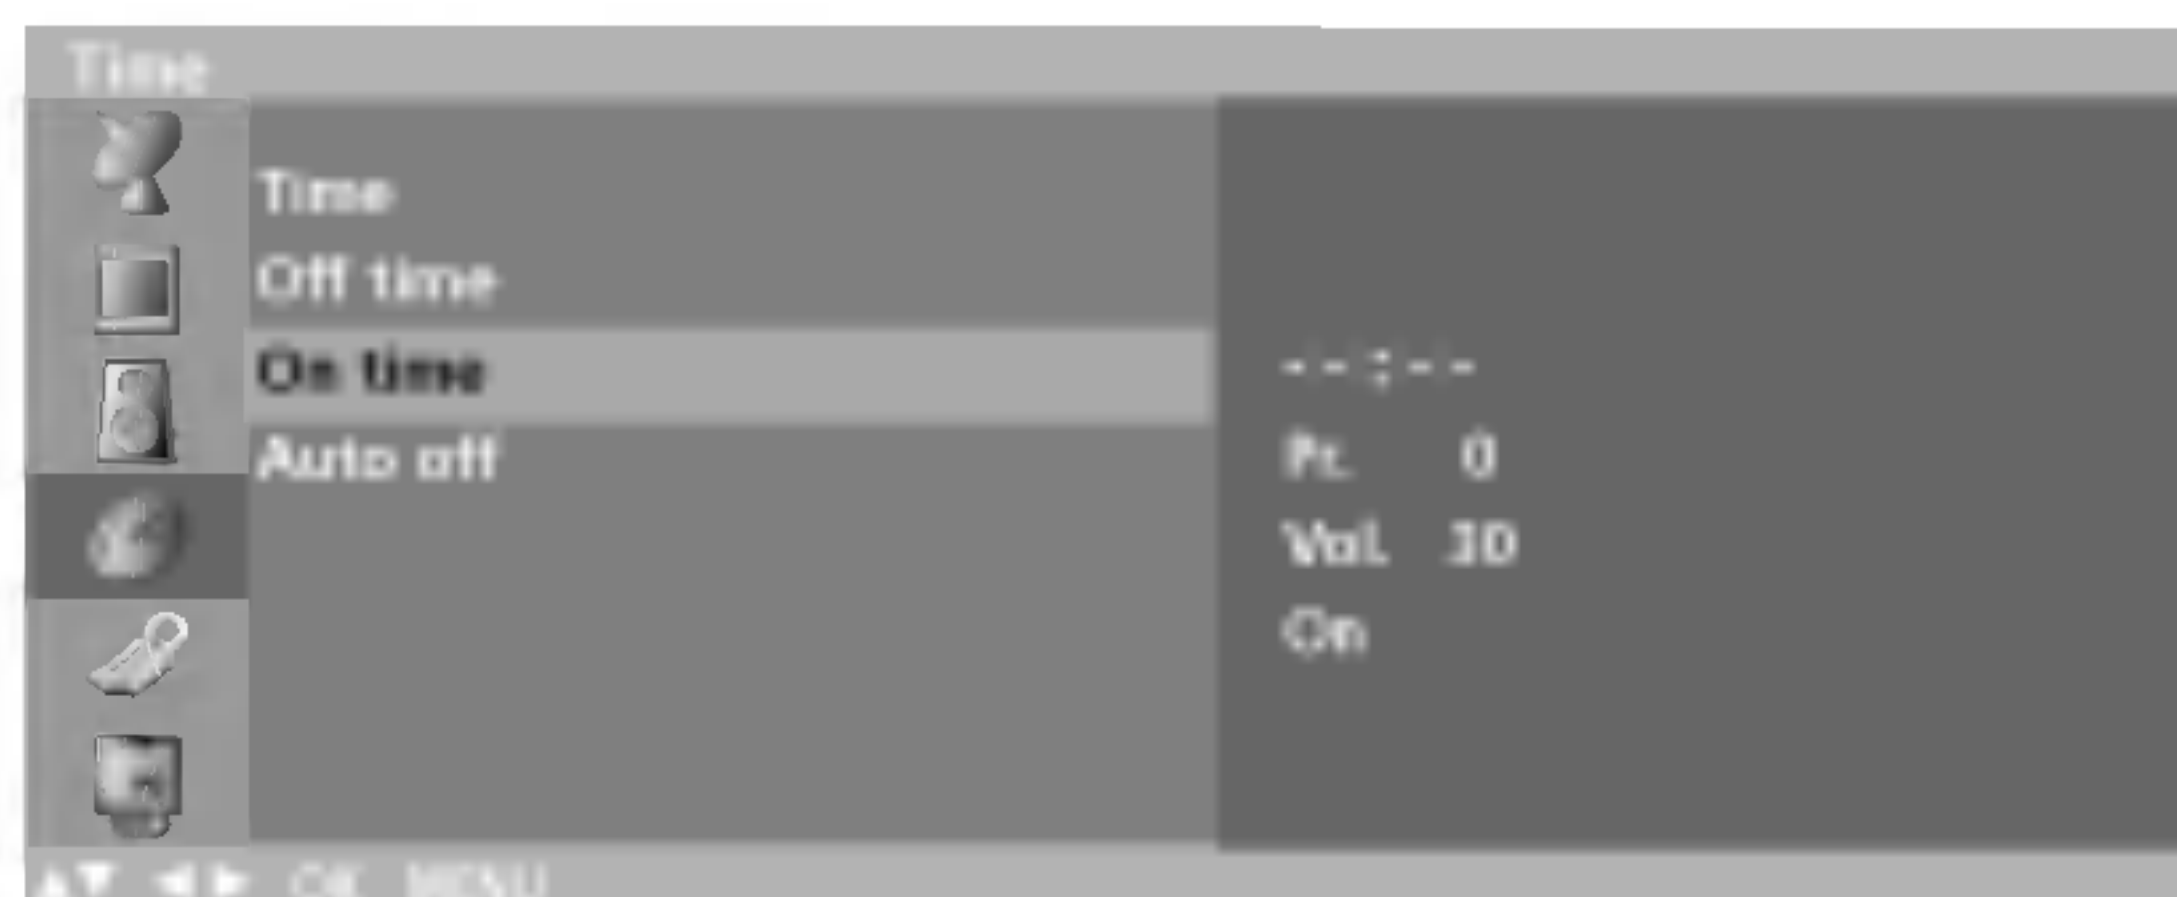 Time
Time
Off time
On time
Auto off
--:--
Pr. 0
Vol. 30
On
▲▼ ◀▶ OK MENU